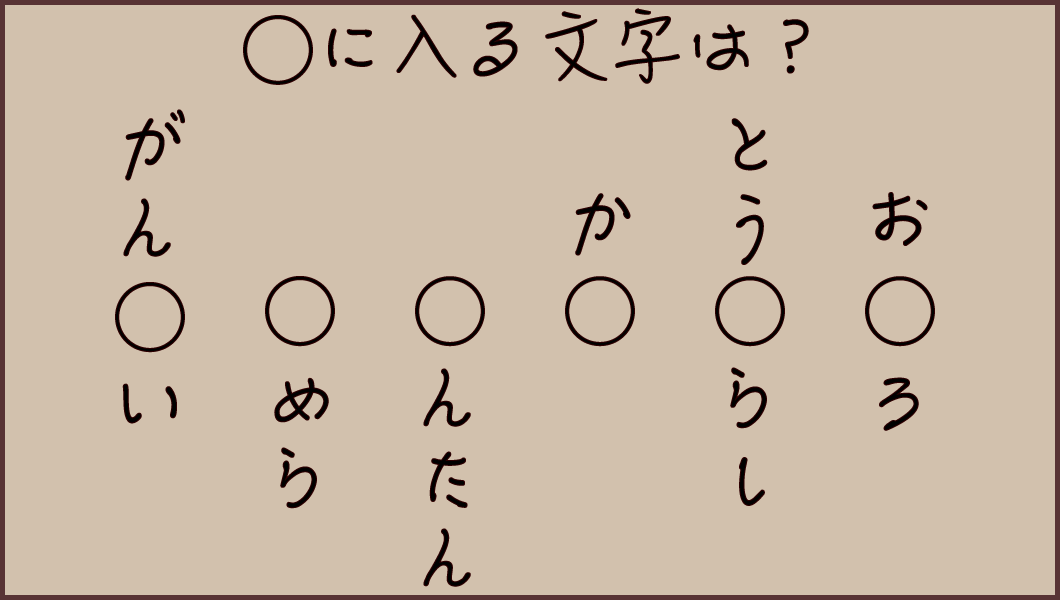 ○に入る文字は？
お○ろ
とう○らし
か○
○んたん
○めら
がん○い